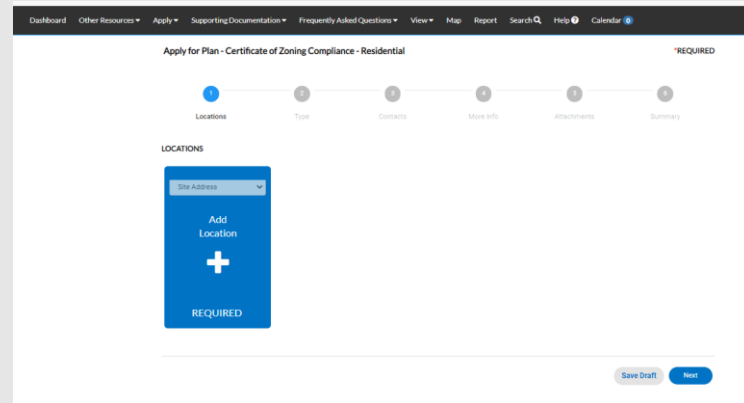 Dashboard Other Resources Apply Supporting Documentation Frequently Asked Questions View Map Report Search Help Calendar 0
Apply for Plan - Certificate of Zoning Compliance - Residential *REQUIRED
1 2 3 4 5 6
Locations Type Contacts More Info Attachments Summary
LOCATIONS
Site Address
Add
Location
REQUIRED
Save Draft Next